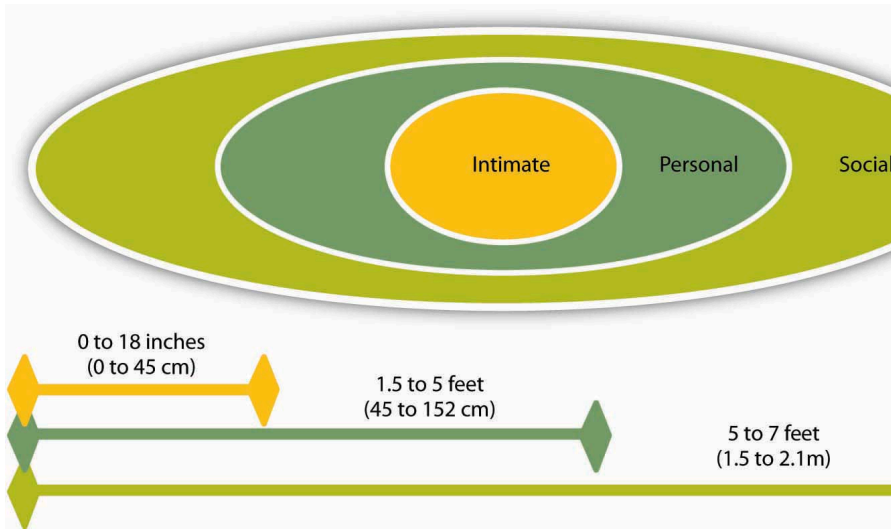 Intimate
Personal
Social
0 to 18 inches
(0 to 45 cm)
1.5 to 5 feet
(45 to 152 cm)
5 to 7 feet
(1.5 to 2.1m)